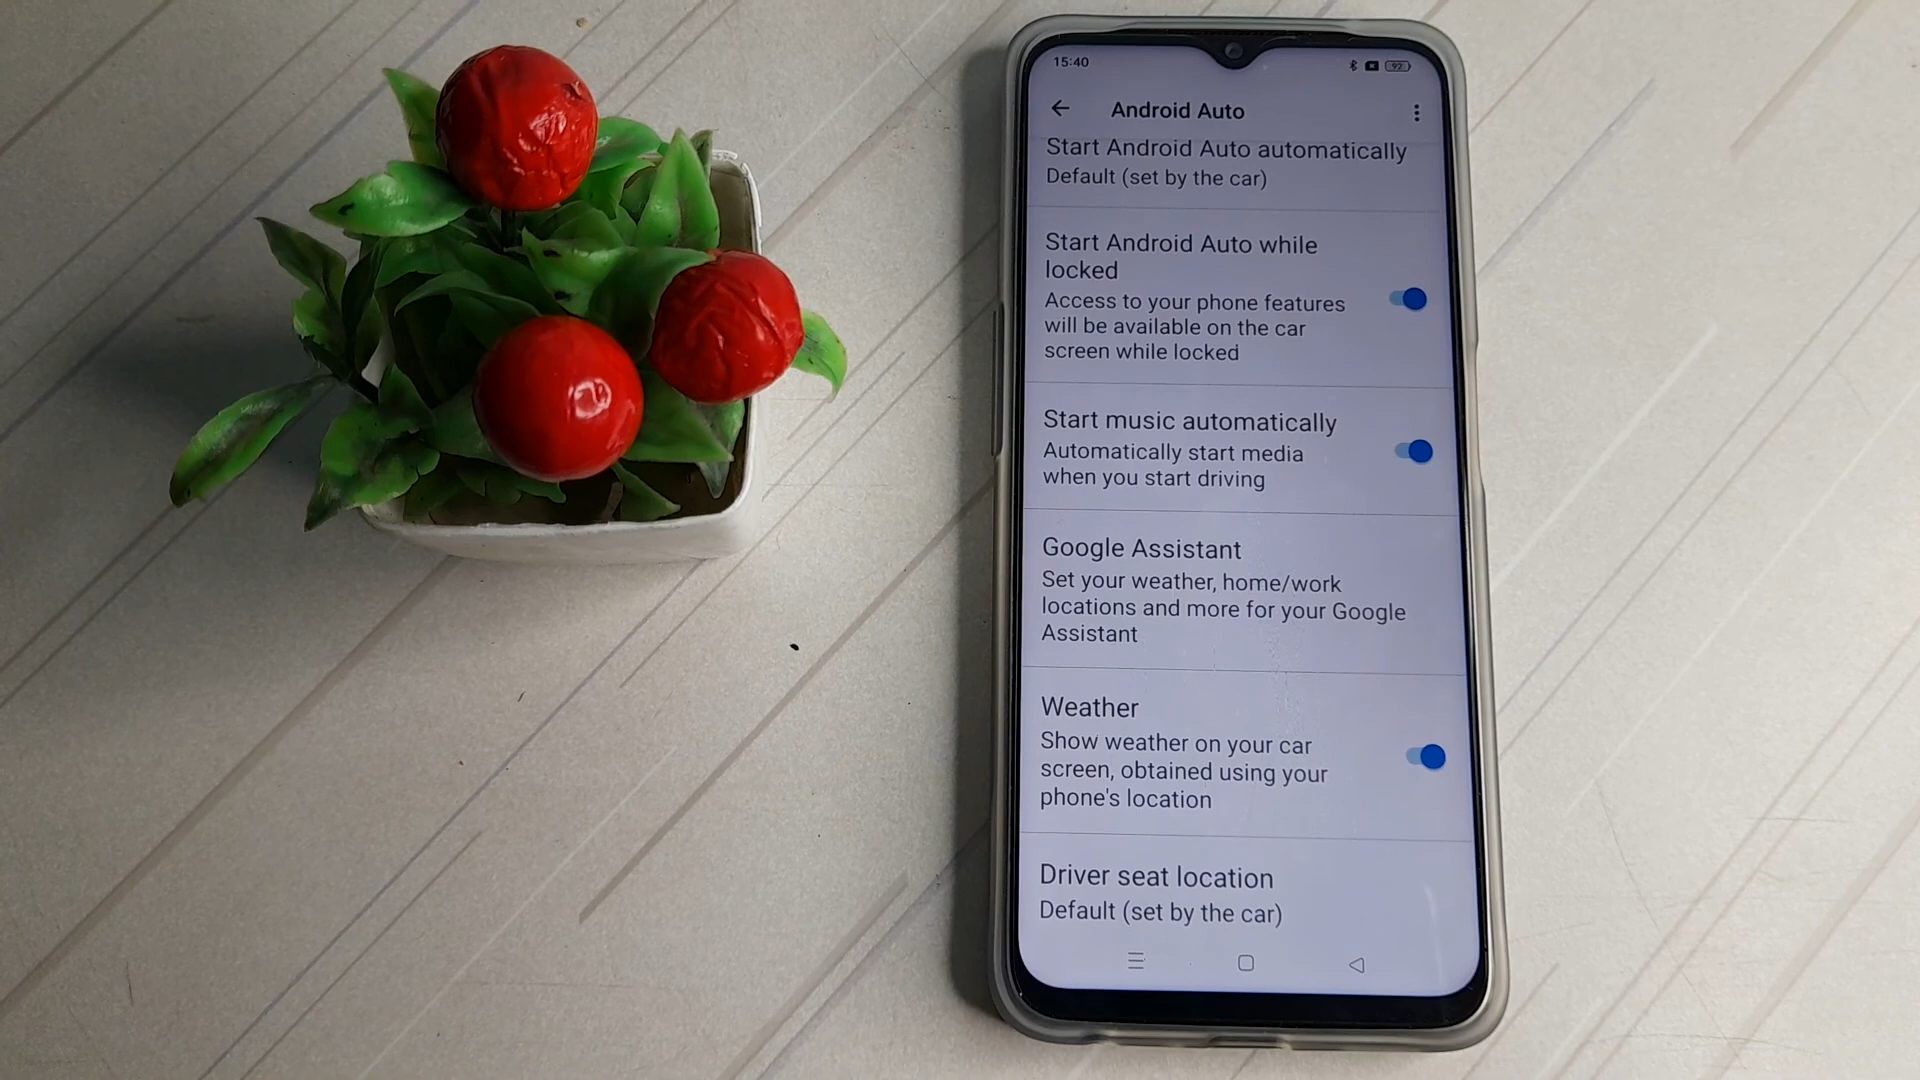 15:40
92
Android Auto
Start Android Auto automatically
Default (set by the car)
Start Android Auto while
locked
Access to your phone features
will be available on the car
screen while locked
Start music automatically
Automatically start media
when you start driving
Google Assistant
Set your weather, home/work
locations and more for your Google
Assistant
Weather
Show weather on your car
screen, obtained using your
phone's location
Driver seat location
Default (set by the car)